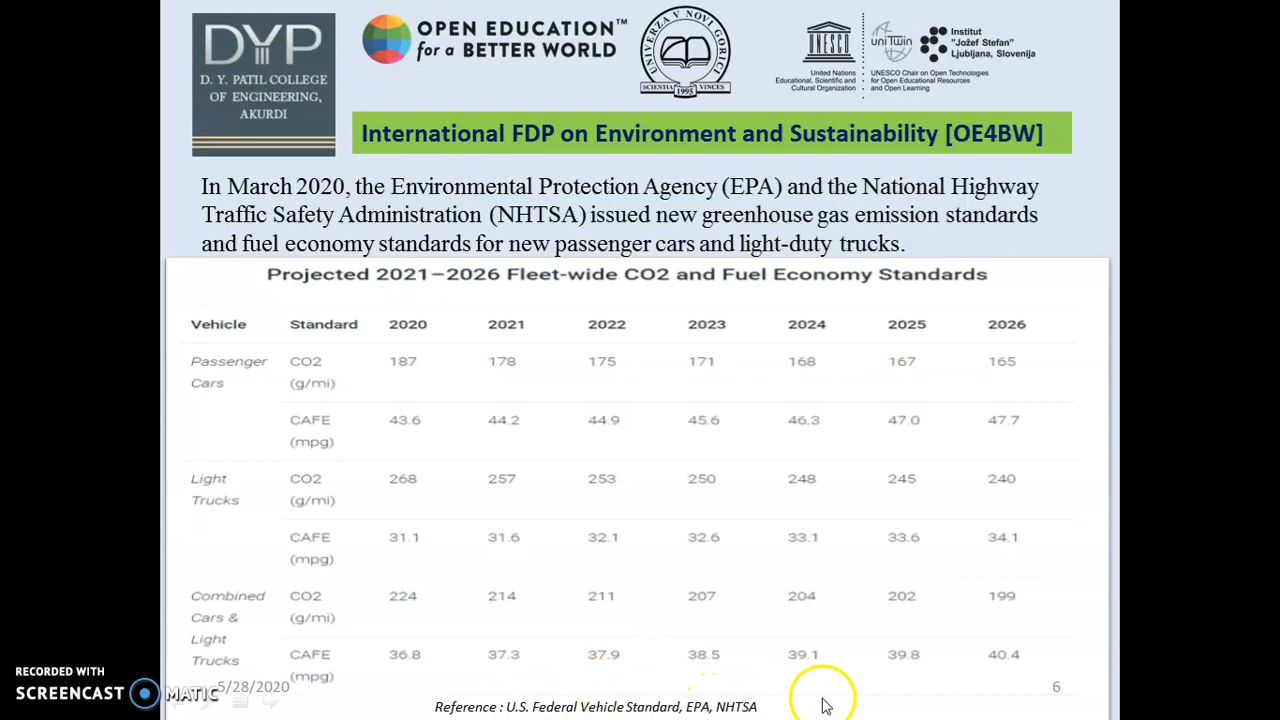 DYP
D. Y. PATIL COLLEGE
OF ENGINEERING,
AKURDI
OPEN EDUCATION™
for a BETTER WORLD
UNIVERZA V NOVI GORICI
SCIENTIA VINCES
1995
UNESCO
United Nations
Educational, Scientific and
Cultural Organization
uniTwin
Institut
"Jožef Stefan"
Ljubljana, Slovenia
UNESCO Chair on Open Technologies
for Open Educational Resources
and Open Learning
International FDP on Environment and Sustainability [OE4BW]
In March 2020, the Environmental Protection Agency (EPA) and the National Highway
Traffic Safety Administration (NHTSA) issued new greenhouse gas emission standards
and fuel economy standards for new passenger cars and light-duty trucks.
Projected 2021–2026 Fleet-wide CO2 and Fuel Economy Standards
Vehicle Standard 2020 2021 2022 2023 2024 2025 2026
Passenger CO2 187 178 175 171 168 167 165
Cars (g/mi)
CAFE 43.6 44.2 44.9 45.6 46.3 47.0 47.7
(mpg)
Light CO2 268 257 253 250 248 245 240
Trucks (g/mi)
CAFE 31.1 31.6 32.1 32.6 33.1 33.6 34.1
(mpg)
Combined CO2 224 214 211 207 204 202 199
Cars & (g/mi)
Light
Trucks CAFE 36.8 37.3 37.9 38.5 39.1 39.8 40.4
(mpg)
5/28/2020
6
Reference : U.S. Federal Vehicle Standard, EPA, NHTSA
RECORDED WITH
SCREENCAST MATIC